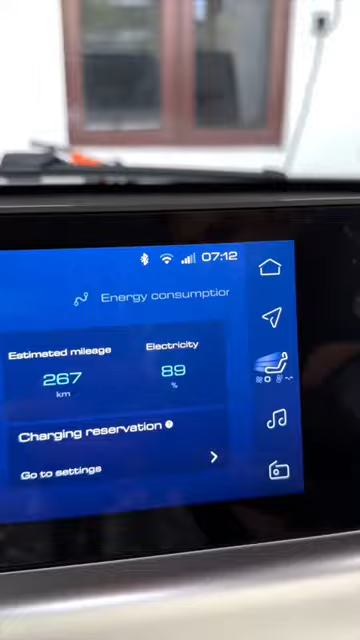 07:12
Energy consumption
Estimated mileage
Electricity
267
89
km
%
Charging reservation
Go to settings